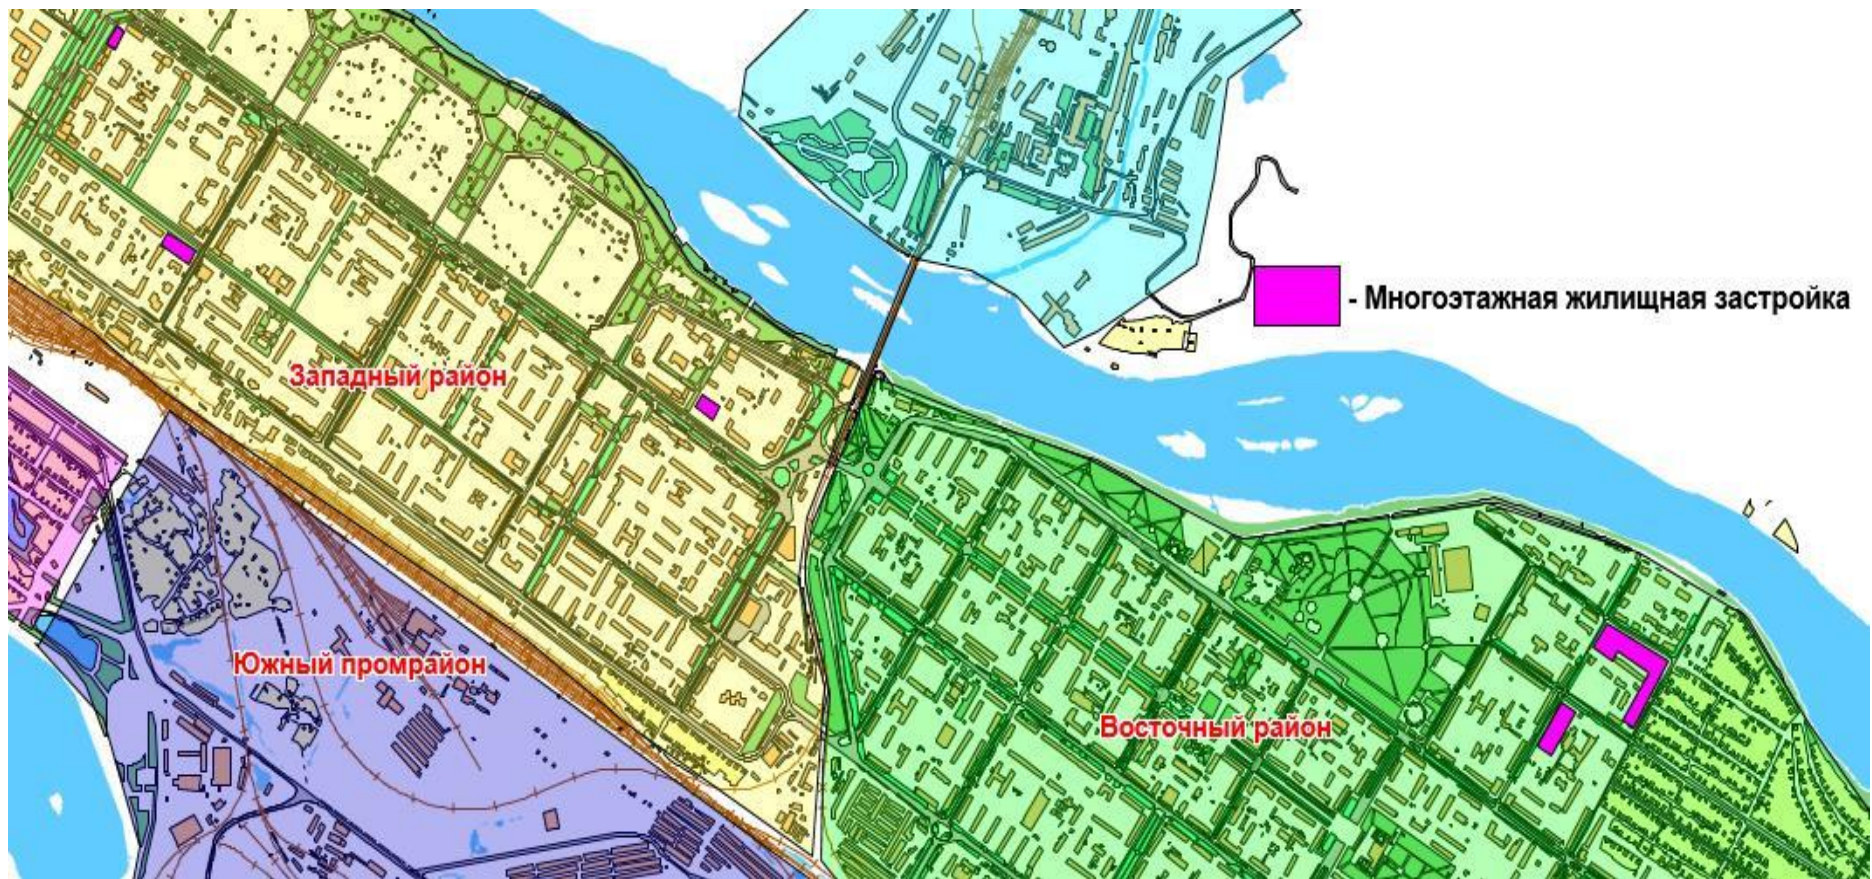 - Многоэтажная жилищная застройка
Западный район
Южный промрайон
Восточный район